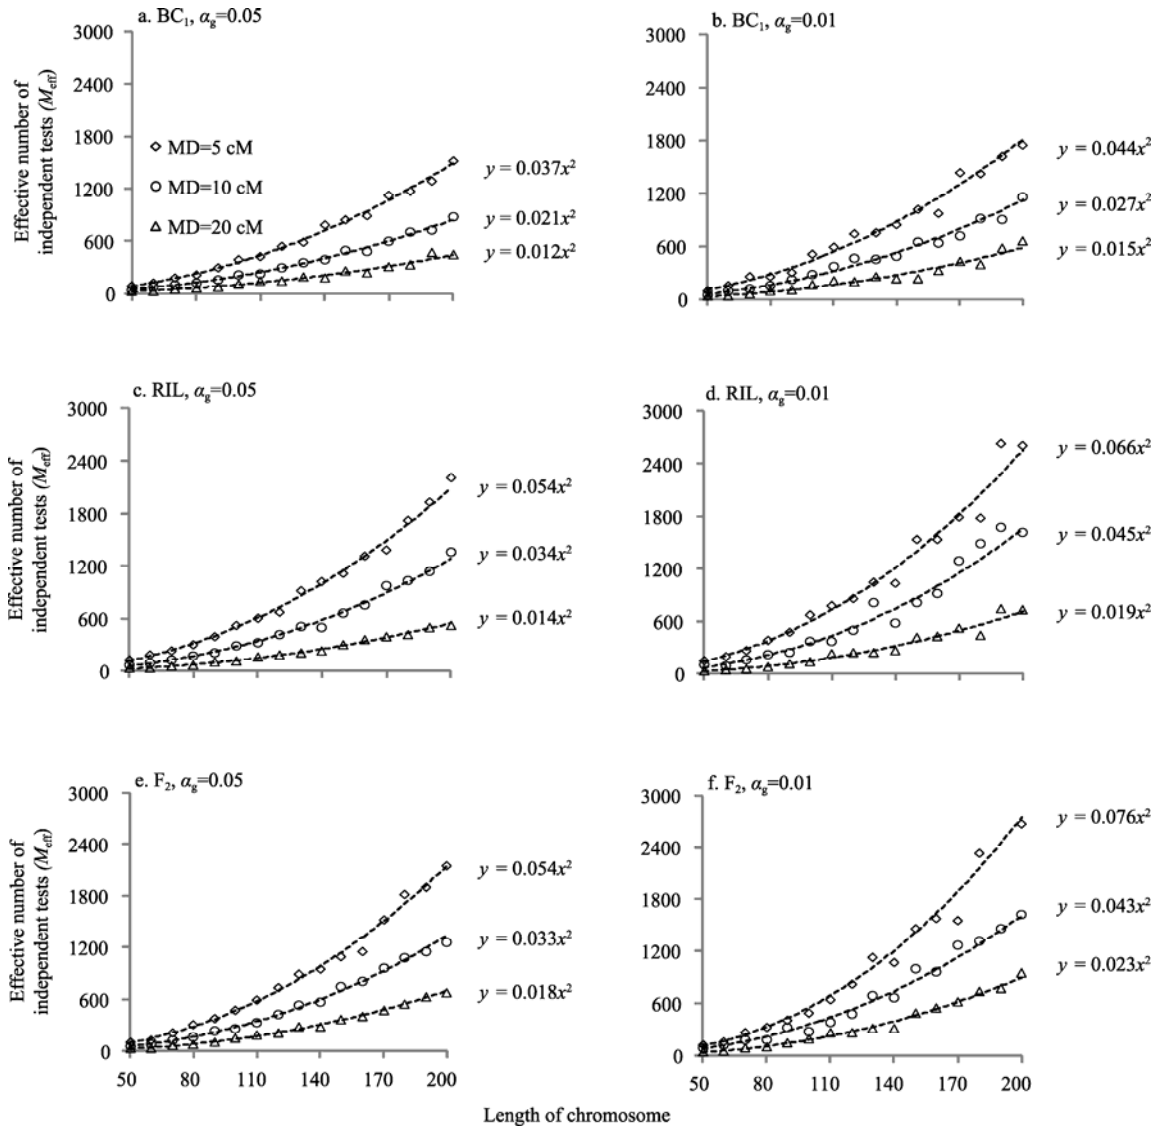 a. BC₁, αg=0.05
Effective number of
independent tests (Meff)
3000
2400
1800
1200
600
0
MD=5 cM
MD=10 cM
MD=20 cM
y = 0.037x²
y = 0.021x²
y = 0.012x²
b. BC₁, αg=0.01
3000
2400
1800
1200
600
0
y = 0.044x²
y = 0.027x²
y = 0.015x²
c. RIL, αg=0.05
Effective number of
independent tests (Meff)
3000
2400
1800
1200
600
0
y = 0.054x²
y = 0.034x²
y = 0.014x²
d. RIL, αg=0.01
3000
2400
1800
1200
600
0
y = 0.066x²
y = 0.045x²
y = 0.019x²
e. F₂, αg=0.05
Effective number of
independent tests (Meff)
3000
2400
1800
1200
600
0
50 80 110 140 170 200
y = 0.054x²
y = 0.033x²
y = 0.018x²
f. F₂, αg=0.01
3000
2400
1800
1200
600
0
50 80 110 140 170 200
y = 0.076x²
y = 0.043x²
y = 0.023x²
Length of chromosome